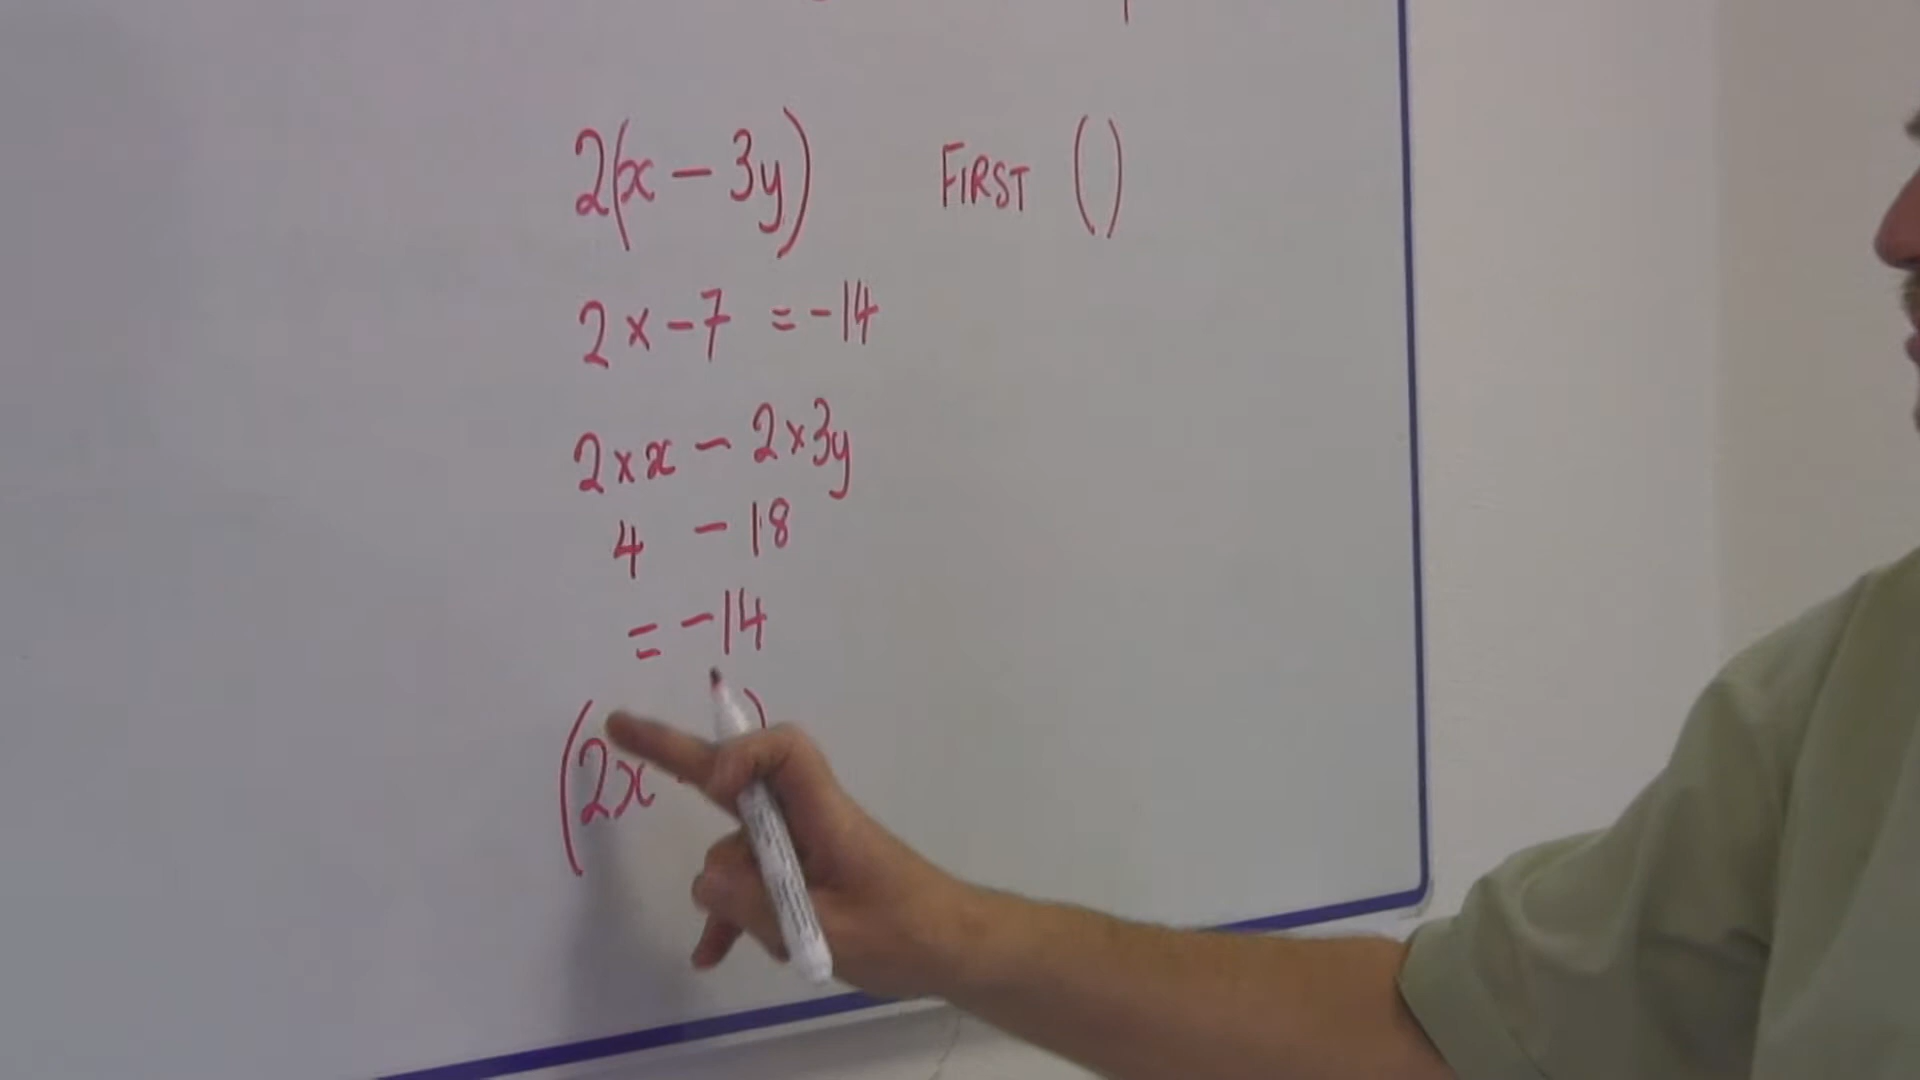 2(x - 3y) FIRST ( )
2 × -7 = -14
2 × x - 2 × 3y
4 - 18
= -14
(2x - )